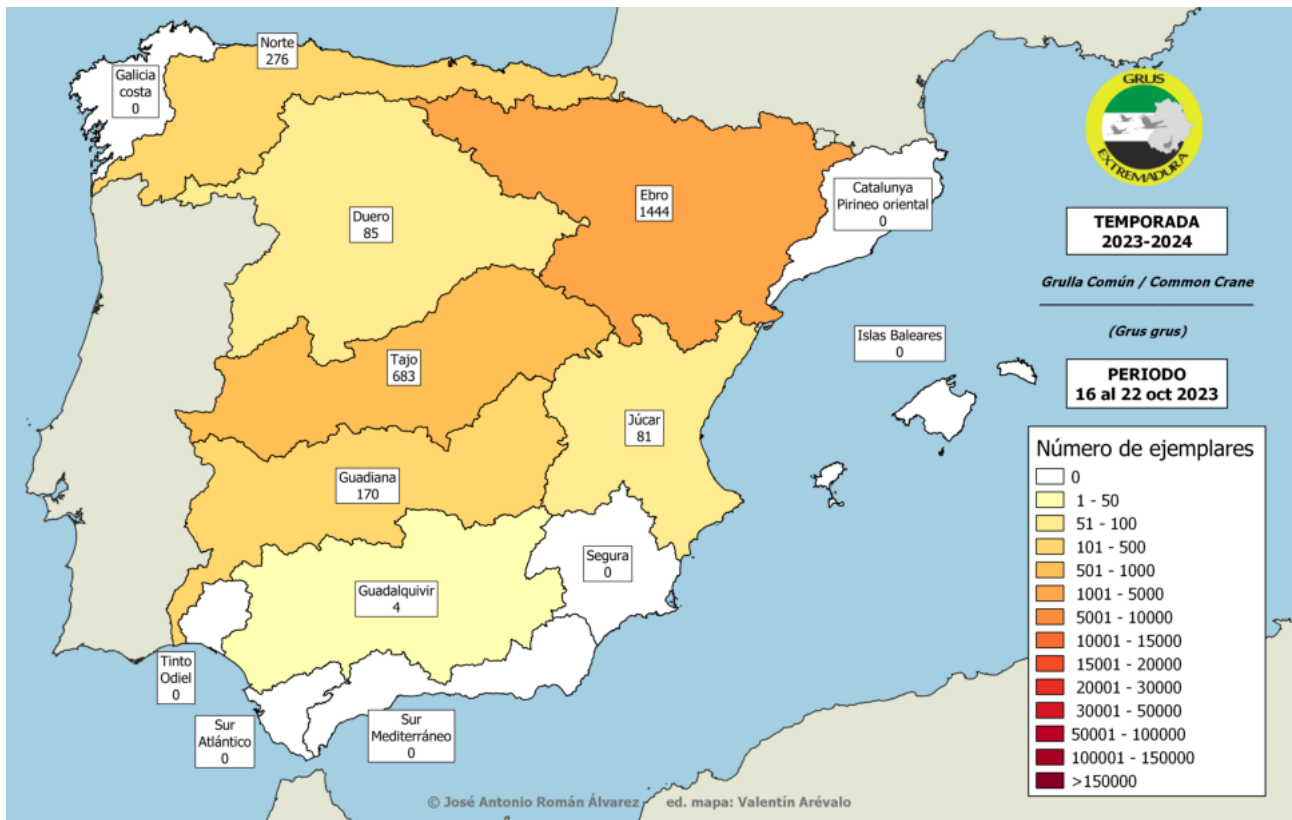 Norte
276
Galicia
costa
0
Duero
85
Ebro
1444
Catalunya
Pirineo oriental
0
Tajo
683
Islas Baleares
0
Júcar
81
Guadiana
170
Segura
0
Guadalquivir
4
Tinto
Odiel
0
Sur
Atlántico
0
Sur
Mediterráneo
0
GRUS
EXTREMADURA
TEMPORADA
2023-2024
Grulla Común / Common Crane
(Grus grus)
PERIODO
16 al 22 oct 2023
Número de ejemplares
0
1 - 50
51 - 100
101 - 500
501 - 1000
1001 - 5000
5001 - 10000
10001 - 15000
15001 - 20000
20001 - 30000
30001 - 50000
50001 - 100000
100001 - 150000
>150000
© José Antonio Román Álvarez ed. mapa: Valentín Arévalo